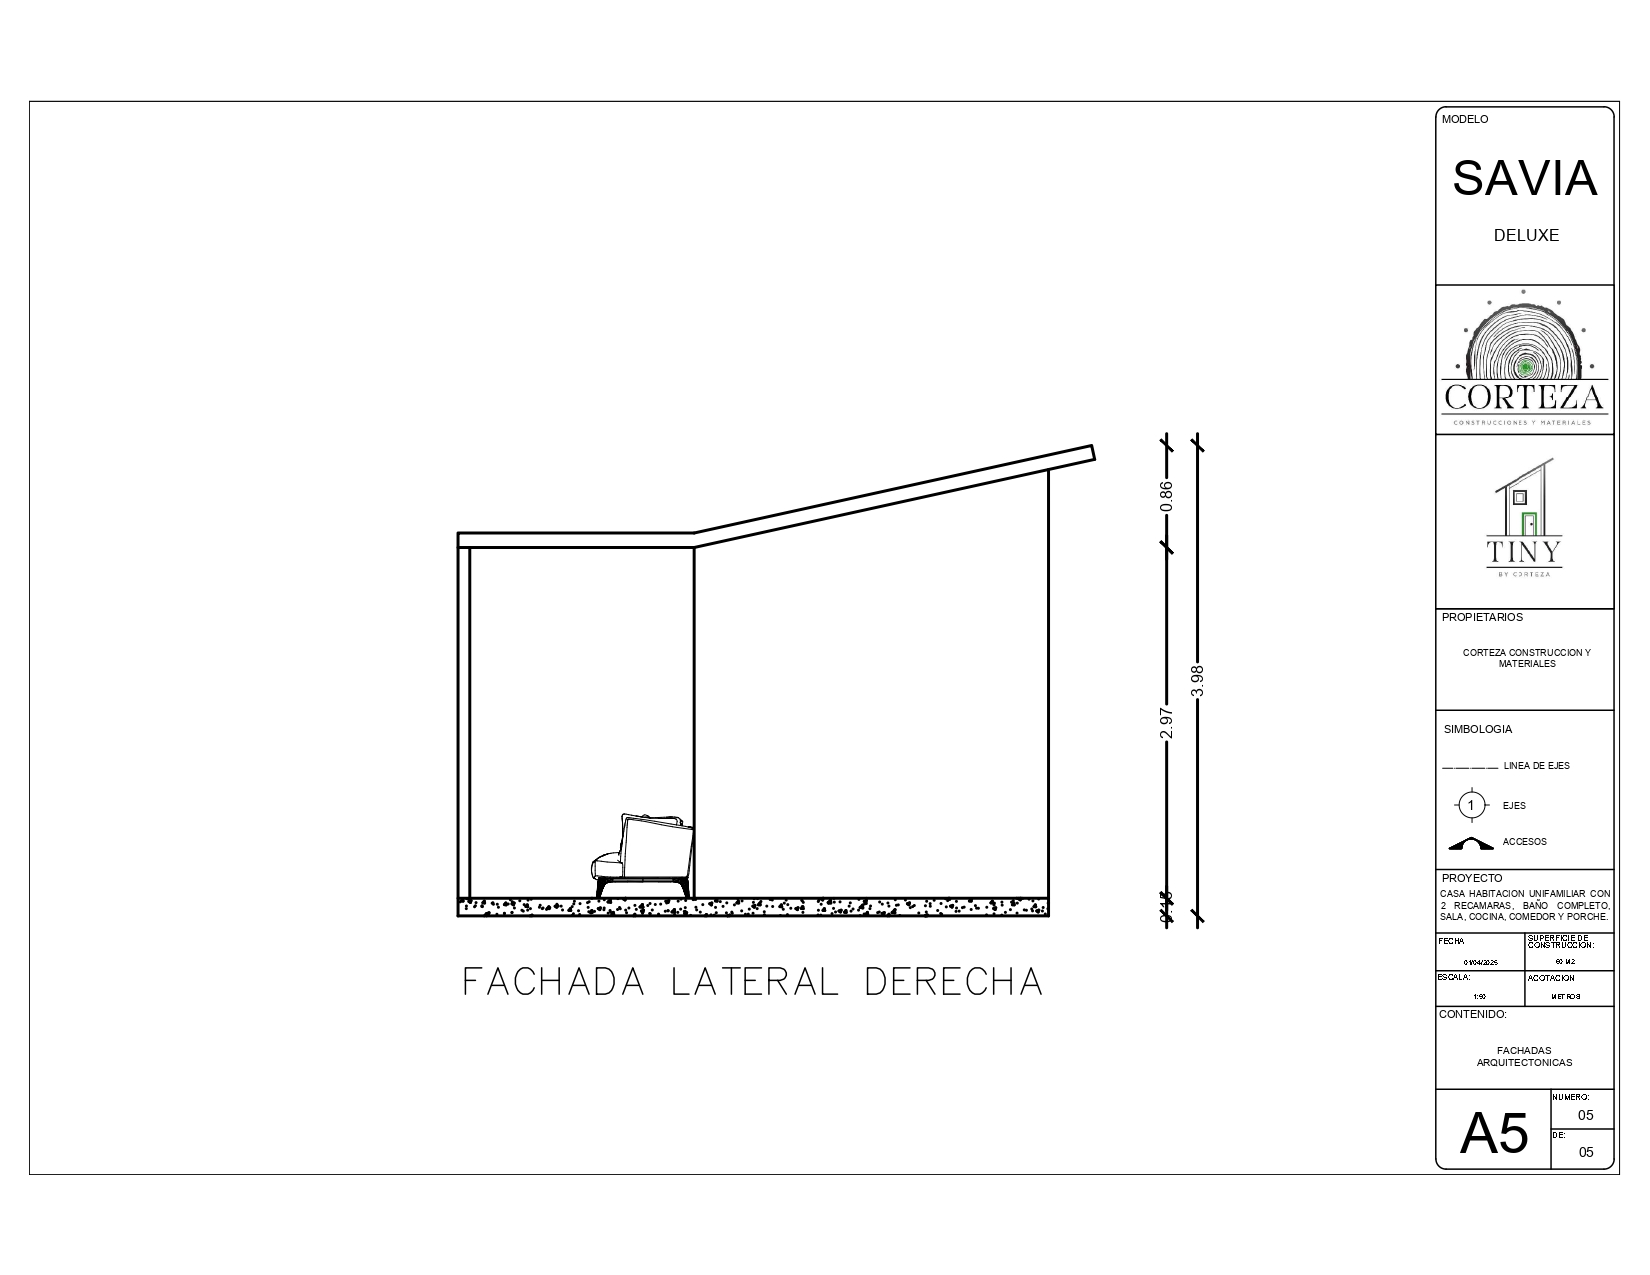 MODELO
SAVIA
DELUXE
CORTEZA
CONSTRUCCIONES Y MATERIALES
TINY
BY CORTEZA
PROPIETARIOS
CORTEZA CONSTRUCCION Y
MATERIALES
SIMBOLOGIA
LINEA DE EJES
1
EJES
ACCESOS
PROYECTO
CASA HABITACION UNIFAMILIAR CON
2 RECAMARAS, BAÑO COMPLETO,
SALA, COCINA, COMEDOR Y PORCHE.
FECHA
01/04/2025
SUPERFICIE DE
CONSTRUCCION:
60 M2
ESCALA:
1:50
ACOTACION
METROS
CONTENIDO:
FACHADAS
ARQUITECTONICAS
A5
NUMERO:
05
DE:
05
0.86
2.97
0.15
3.98
FACHADA LATERAL DERECHA